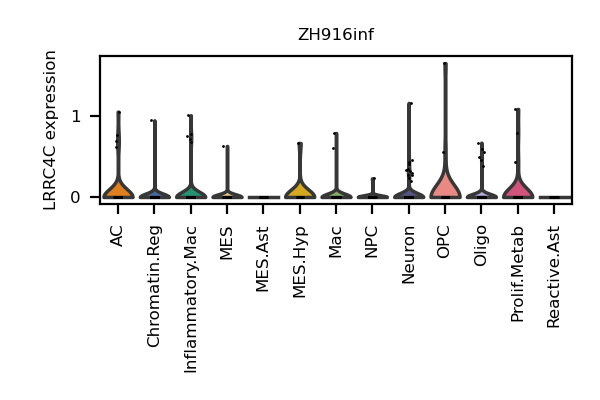 ZH916inf
LRRC4C expression
1
0
AC
Chromatin.Reg
Inflammatory.Mac
MES
MES.Ast
MES.Hyp
Mac
NPC
Neuron
OPC
Oligo
Prolif.Metab
Reactive.Ast